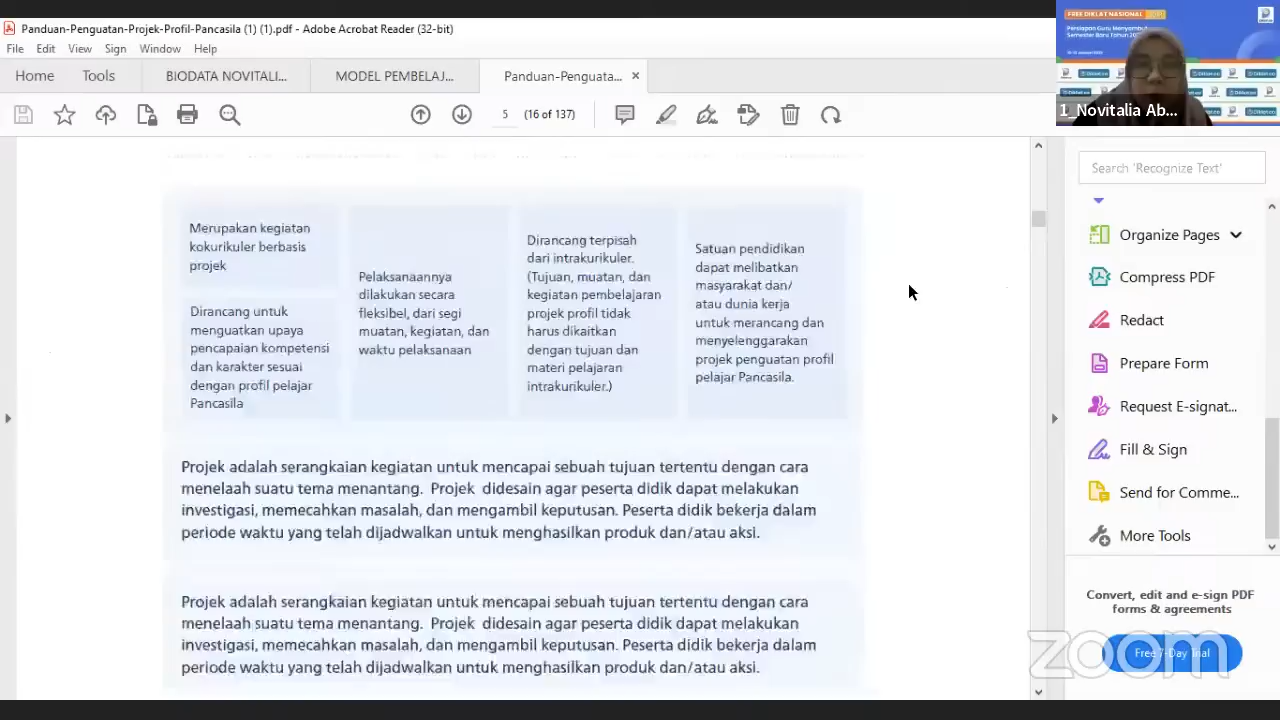 Panduan-Penguatan-Projek-Profil-Pancasila (1) (1).pdf - Adobe Acrobat Reader (32-bit)
File Edit View Sign Window Help
Home Tools BIODATA NOVITALI... MODEL PEMBELAJ... Panduan-Penguata... ×
(16 of 137)
FREE DIKLAT NASIONAL
Persiapan Guru Menyambut
Semester Baru Tahun
1_Novitalia Ab...
Search 'Recognize Text'
Organize Pages
Compress PDF
Redact
Prepare Form
Request E-signat...
Fill & Sign
Send for Comme...
More Tools
Convert, edit and e-sign PDF
forms & agreements
Free 7-Day Trial
zoom
Merupakan kegiatan
kokurikuler berbasis
projek
Dirancang untuk
menguatkan upaya
pencapaian kompetensi
dan karakter sesuai
dengan profil pelajar
Pancasila
Pelaksanaannya
dilakukan secara
fleksibel, dari segi
muatan, kegiatan, dan
waktu pelaksanaan
Dirancang terpisah
dari intrakurikuler.
(Tujuan, muatan, dan
kegiatan pembelajaran
projek profil tidak
harus dikaitkan
dengan tujuan dan
materi pelajaran
intrakurikuler.)
Satuan pendidikan
dapat melibatkan
masyarakat dan/
atau dunia kerja
untuk merancang dan
menyelenggarakan
projek penguatan profil
pelajar Pancasila.
Projek adalah serangkaian kegiatan untuk mencapai sebuah tujuan tertentu dengan cara
menelaah suatu tema menantang. Projek didesain agar peserta didik dapat melakukan
investigasi, memecahkan masalah, dan mengambil keputusan. Peserta didik bekerja dalam
periode waktu yang telah dijadwalkan untuk menghasilkan produk dan/atau aksi.
Projek adalah serangkaian kegiatan untuk mencapai sebuah tujuan tertentu dengan cara
menelaah suatu tema menantang. Projek didesain agar peserta didik dapat melakukan
investigasi, memecahkan masalah, dan mengambil keputusan. Peserta didik bekerja dalam
periode waktu yang telah dijadwalkan untuk menghasilkan produk dan/atau aksi.